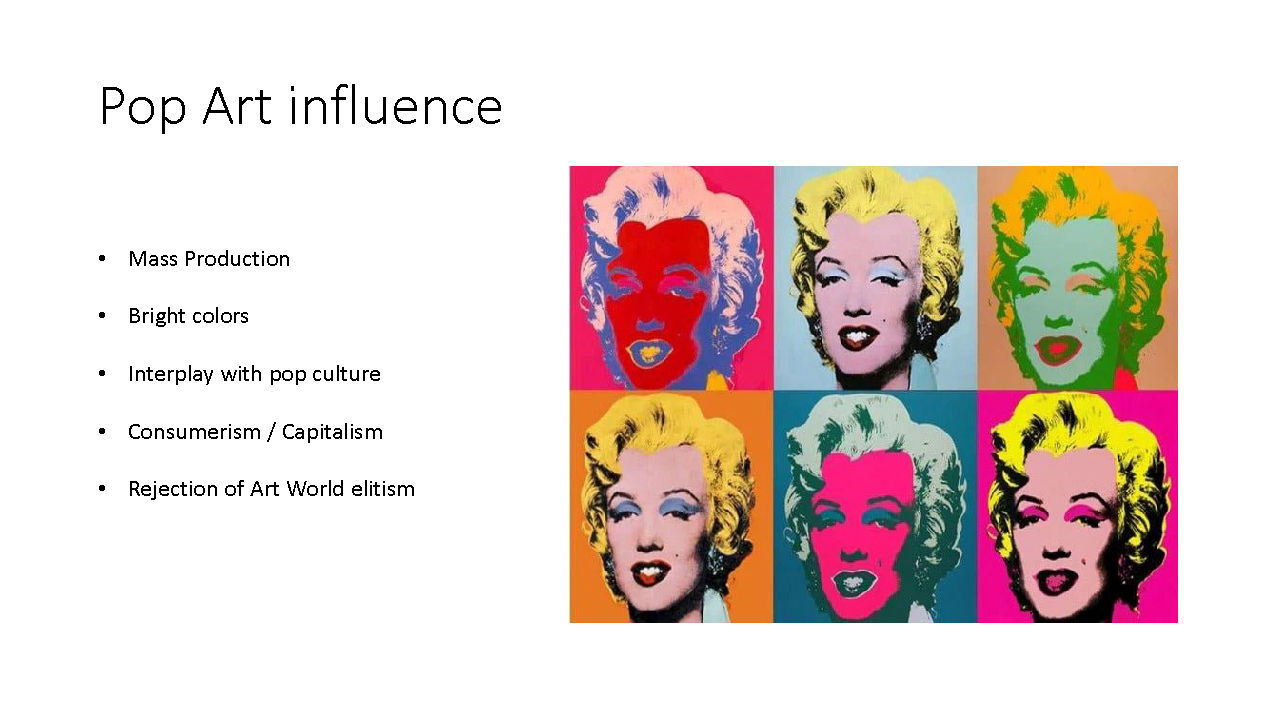 Pop Art influence
• Mass Production
• Bright colors
• Interplay with pop culture
• Consumerism / Capitalism
• Rejection of Art World elitism